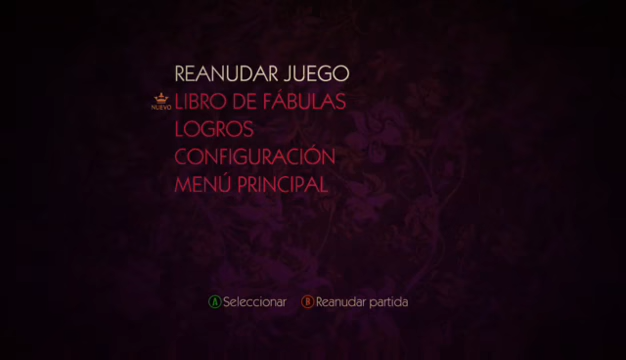 REANUDAR JUEGO
NUEVO LIBRO DE FÁBULAS
LOGROS
CONFIGURACIÓN
MENÚ PRINCIPAL
A Seleccionar B Reanudar partida